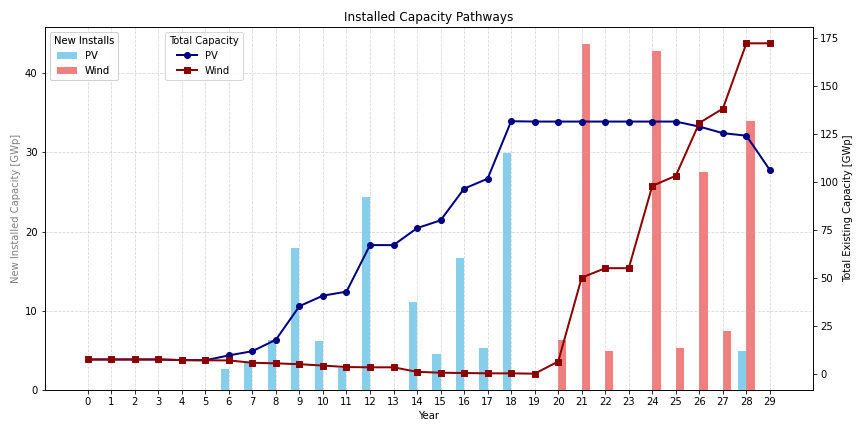 Installed Capacity Pathways
New Installs
PV
Wind
Total Capacity
PV
Wind
New Installed Capacity [GWp]
40
30
20
10
0
Total Existing Capacity [GWp]
175
150
125
100
75
50
25
0
0 1 2 3 4 5 6 7 8 9 10 11 12 13 14 15 16 17 18 19 20 21 22 23 24 25 26 27 28 29
Year